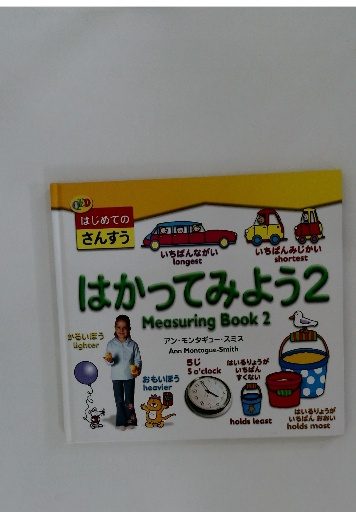 QED
はじめての
さんすう
いちばんながい
longest
いちばんみじかい
shortest
はかってみよう2
Measuring Book 2
アン・モンタギュー・スミス
Ann Montague-Smith
かるいほう
lighter
おもいほう
heavier
5じ
5 o'clock
はいるりょうが
いちばん
すくない
holds least
はいるりょうが
いちばん おおい
holds most